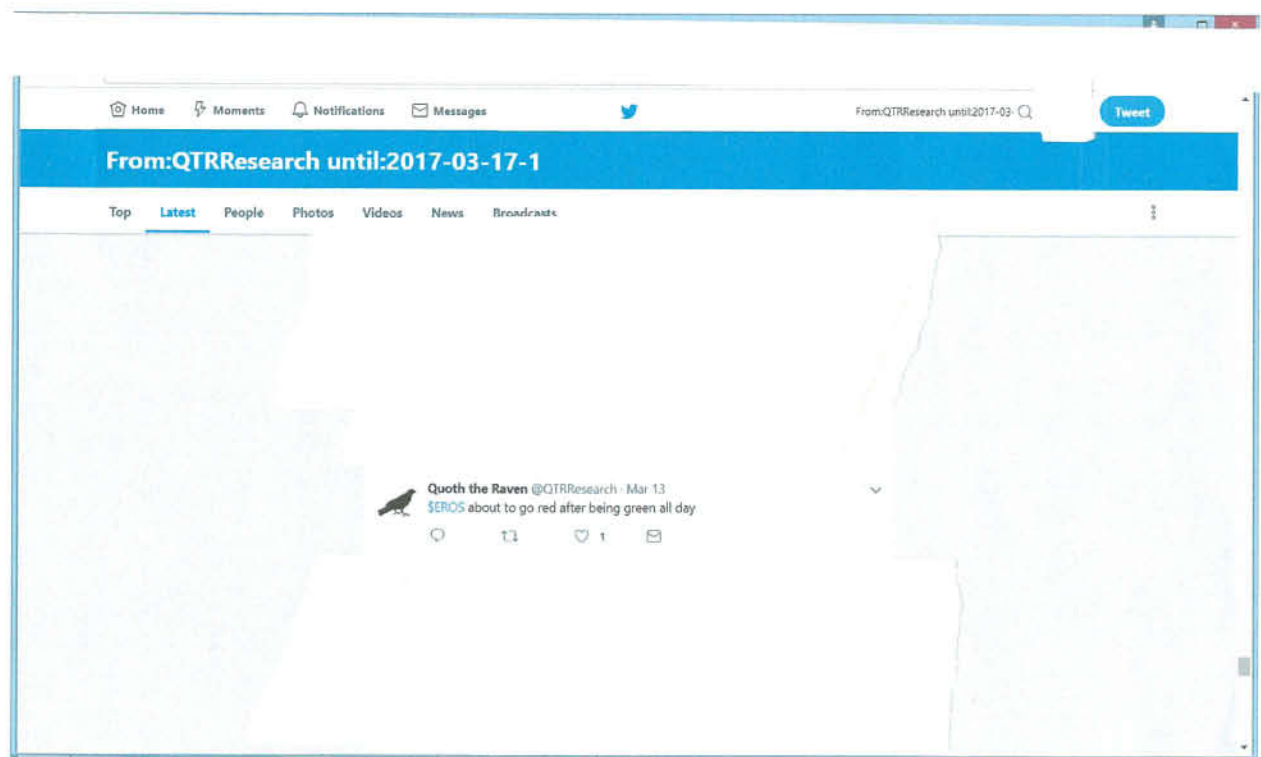 Home Moments Notifications Messages From:QTRResearch until:2017-03- Tweet
From:QTRResearch until:2017-03-17-1
Top Latest People Photos Videos News Broadcasts
Quoth the Raven @QTRResearch · Mar 13
$EROS about to go red after being green all day
1